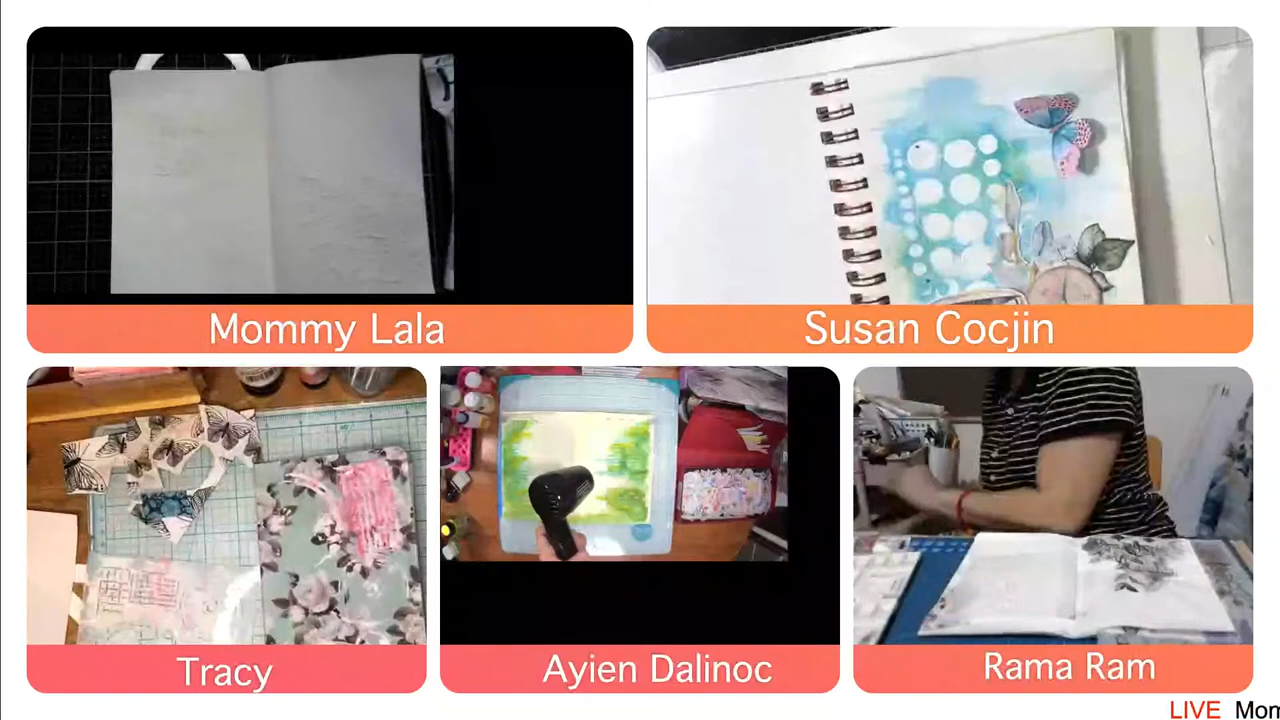 Mommy Lala
Susan Cocjin
Tracy
Ayien Dalinoc
Rama Ram
LIVE Mom